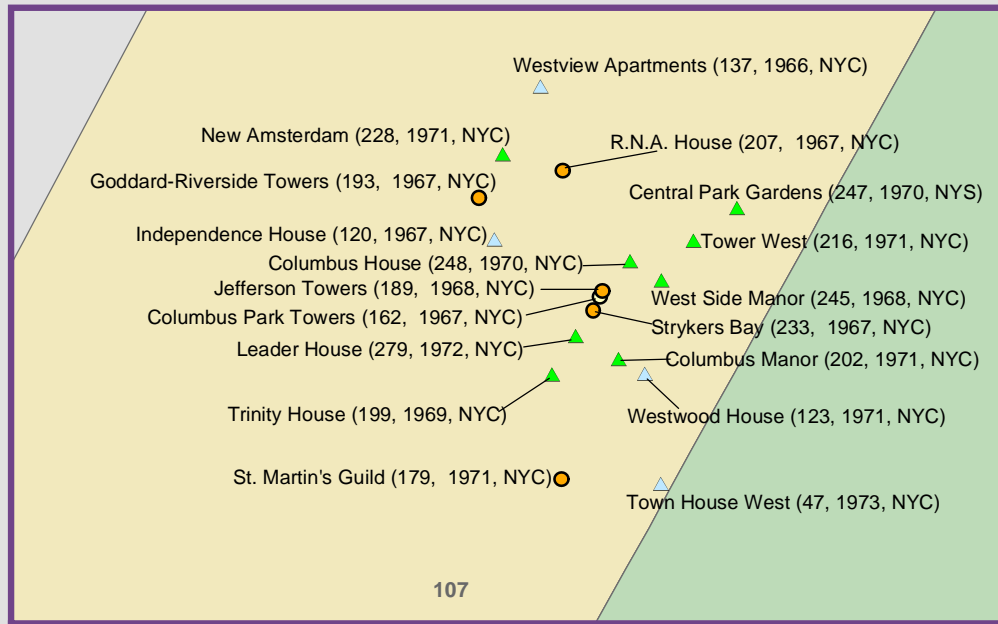 Westview Apartments (137, 1966, NYC)
New Amsterdam (228, 1971, NYC)
R.N.A. House (207,  1967, NYC)
Goddard-Riverside Towers (193,  1967, NYC)
Central Park Gardens (247, 1970, NYS)
Independence House (120, 1967, NYC)
Tower West (216, 1971, NYC)
Columbus House (248, 1970, NYC)
Jefferson Towers (189,  1968, NYC)
West Side Manor (245, 1968, NYC)
Columbus Park Towers (162,  1967, NYC)
Strykers Bay (233,  1967, NYC)
Leader House (279, 1972, NYC)
Columbus Manor (202, 1971, NYC)
Trinity House (199, 1969, NYC)
Westwood House (123, 1971, NYC)
St. Martin's Guild (179,  1971, NYC)
Town House West (47, 1973, NYC)
107